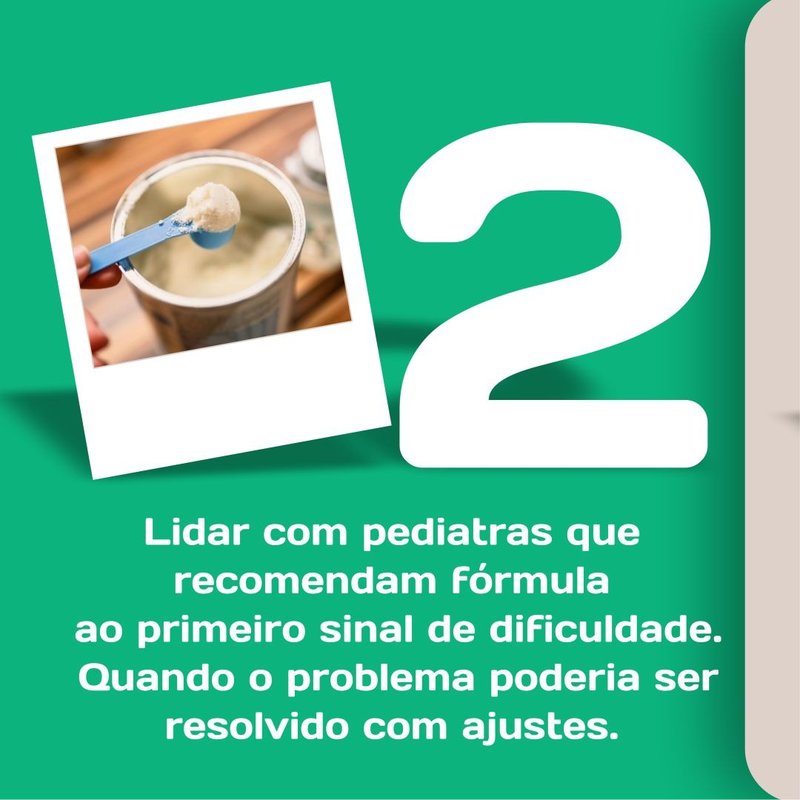 2
Lidar com pediatras que
recomendam fórmula
ao primeiro sinal de dificuldade.
Quando o problema poderia ser
resolvido com ajustes.